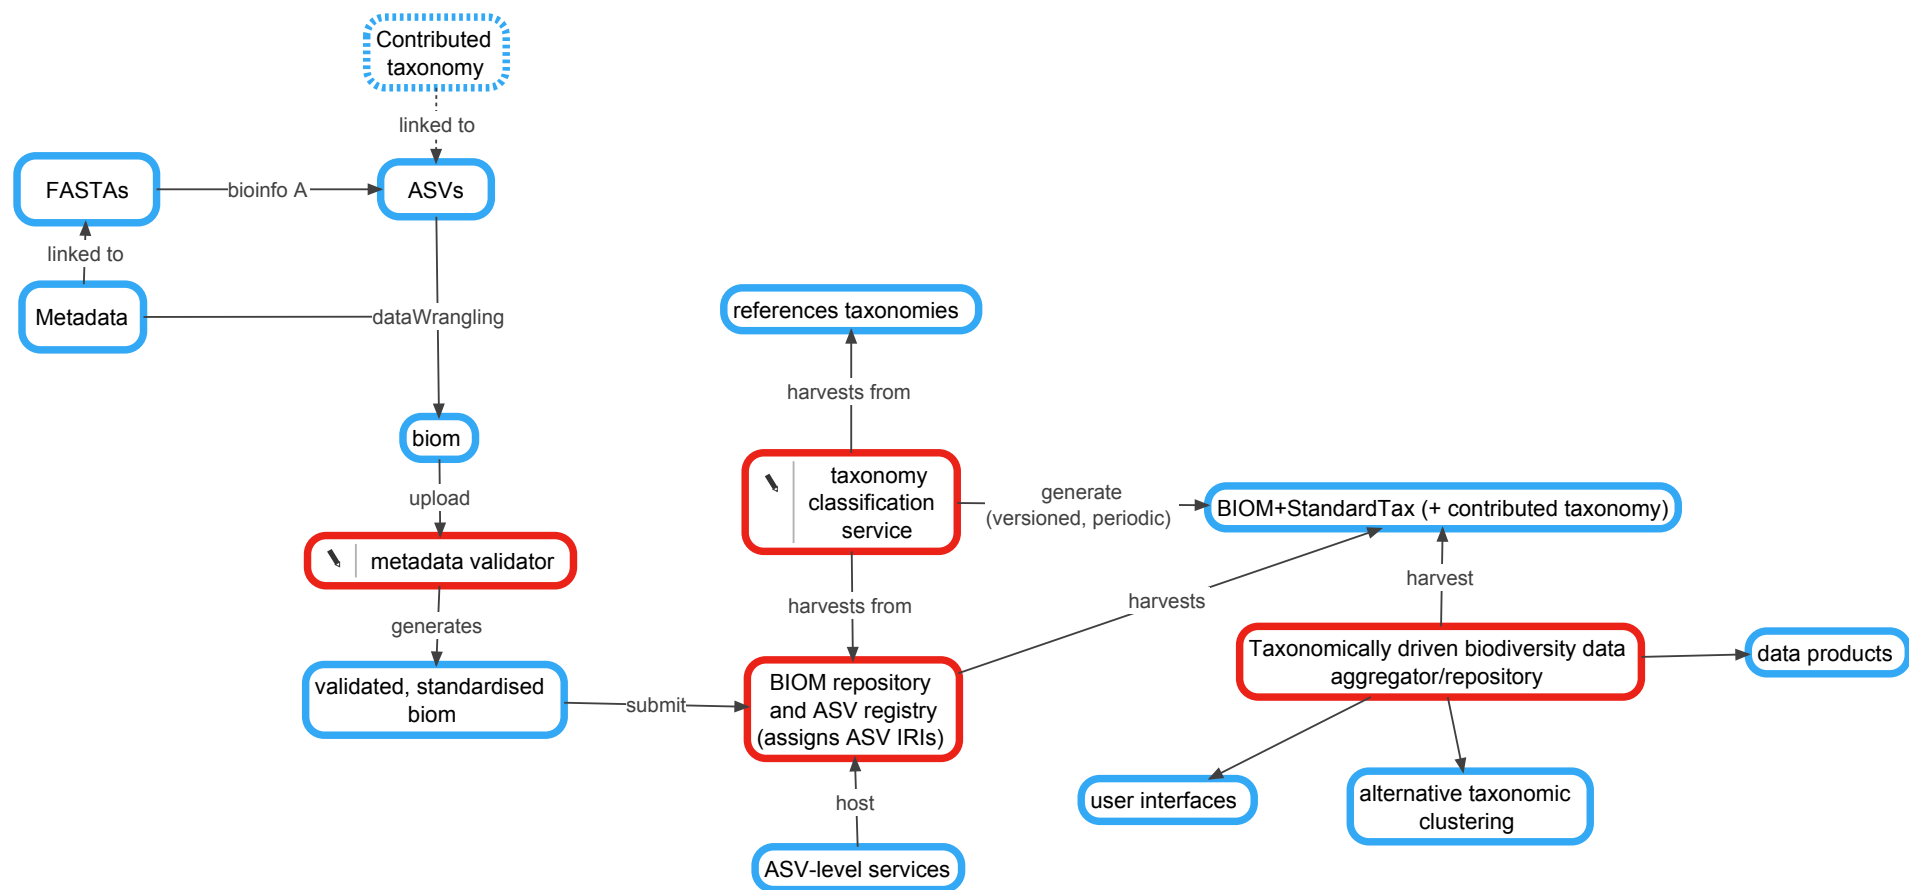 Contributed
taxonomy
linked to
FASTAs
bioinfo A
ASVs
linked to
Metadata
dataWrangling
references taxonomies
harvests from
biom
upload
taxonomy
classification
service
generate
(versioned, periodic)
BIOM+StandardTax (+ contributed taxonomy)
metadata validator
generates
harvests from
harvests
harvest
validated, standardised
biom
submit
BIOM repository
and ASV registry
(assigns ASV IRIs)
Taxonomically driven biodiversity data
aggregator/repository
data products
host
user interfaces
alternative taxonomic
clustering
ASV-level services